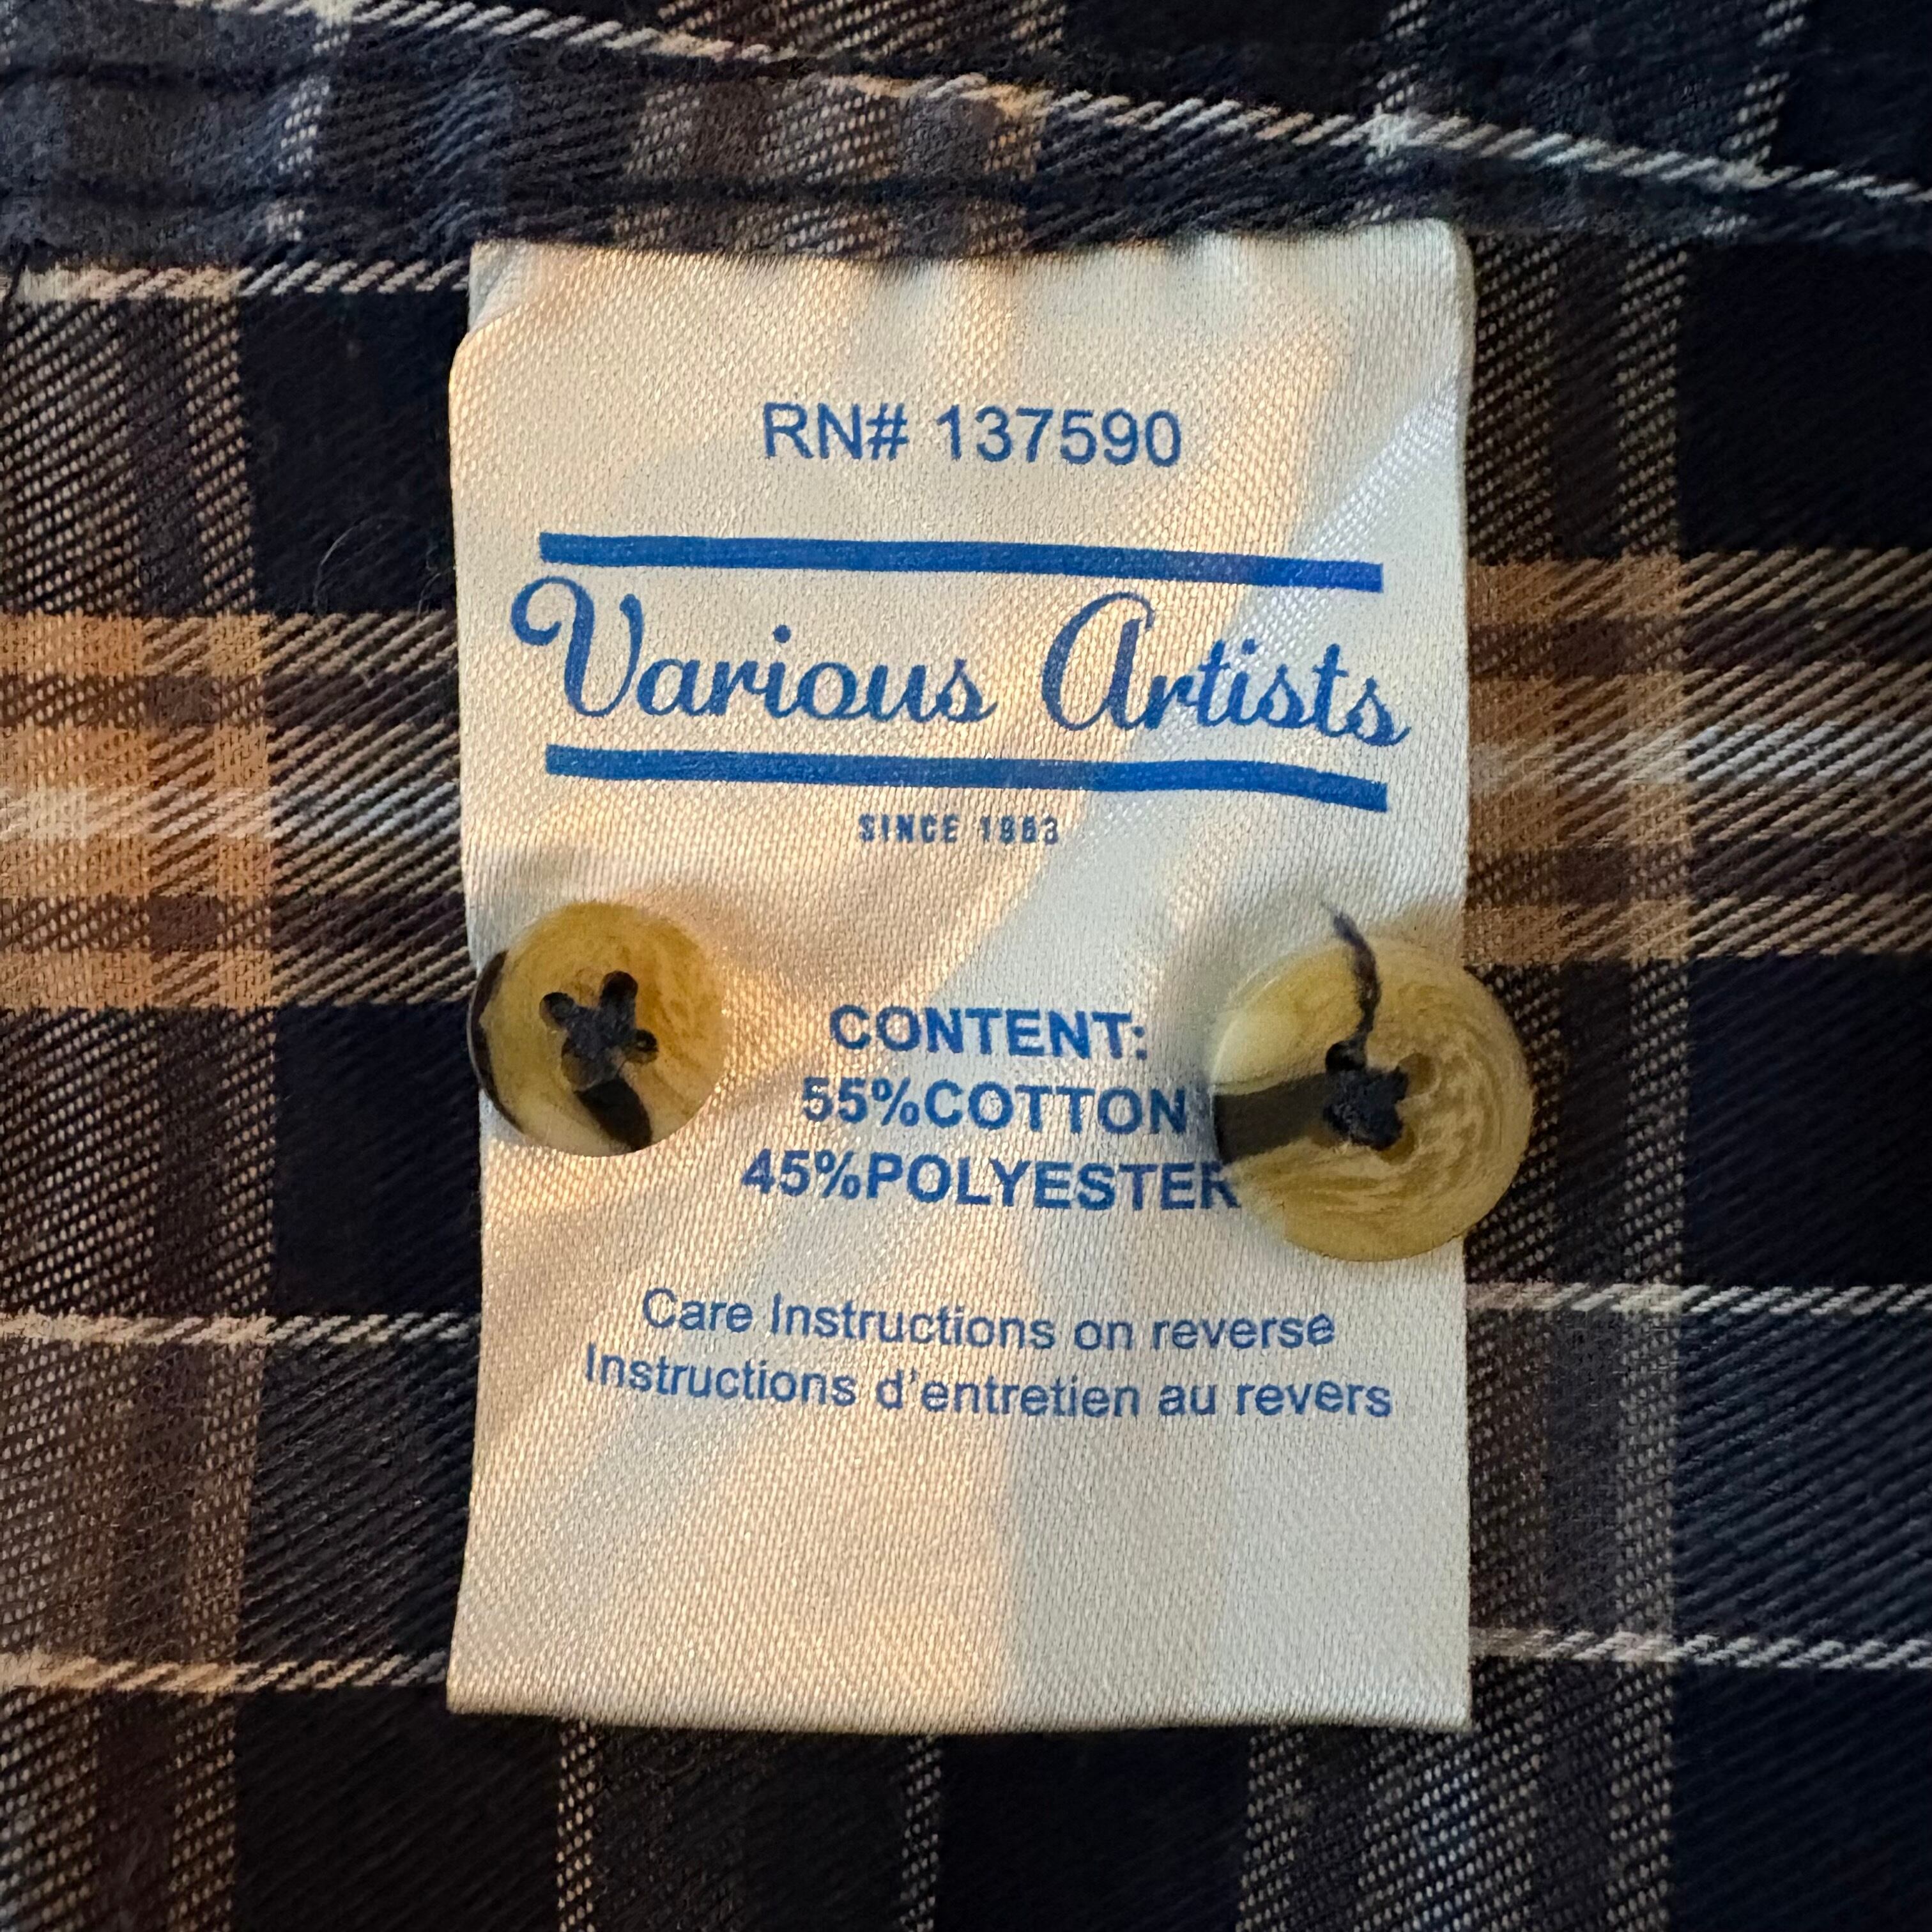 RN# 137590
Various Artists
SINCE 1983
CONTENT:
55%COTTON
45%POLYESTER
Care Instructions on reverse
Instructions d'entretien au revers